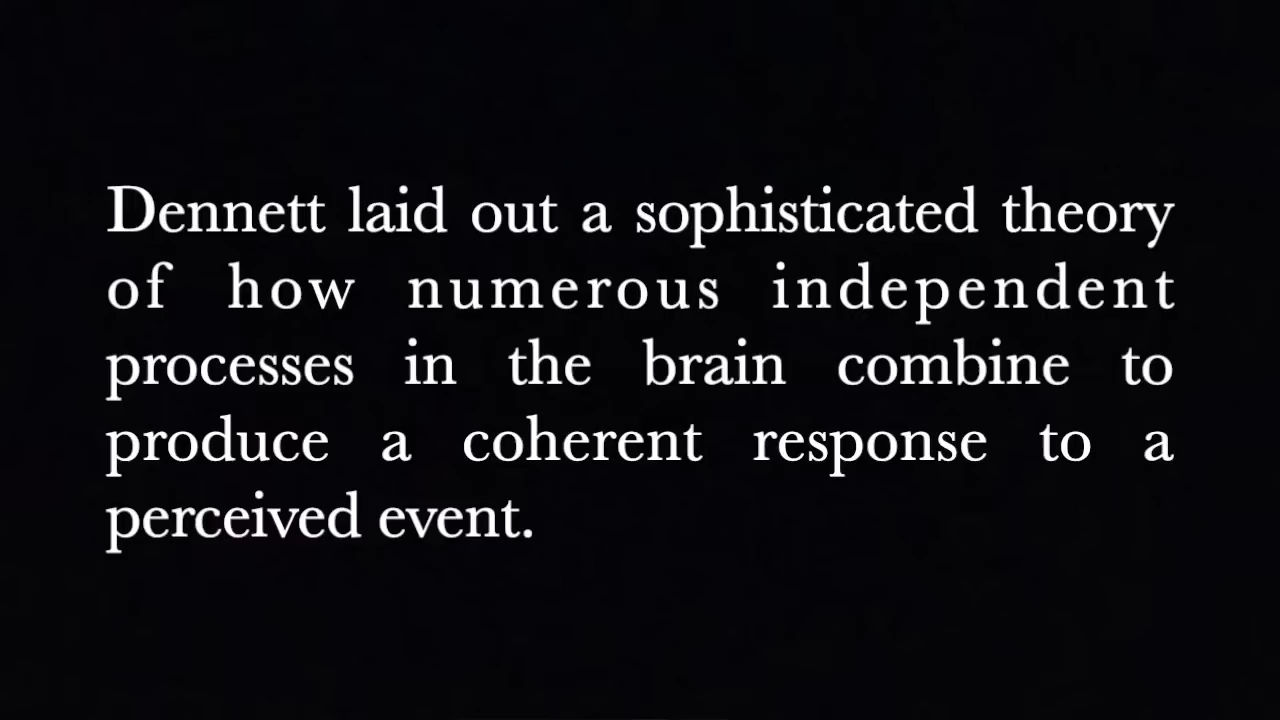 Dennett laid out a sophisticated theory
of how numerous independent
processes in the brain combine to
produce a coherent response to a
perceived event.